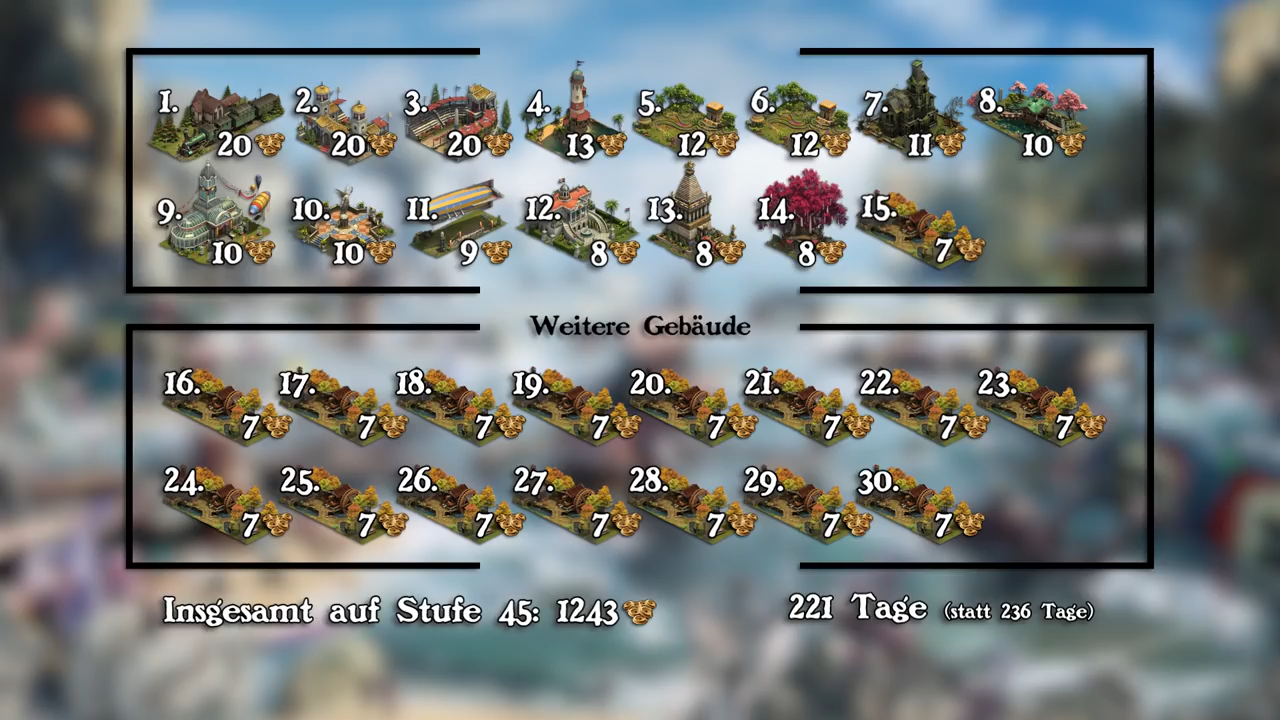 1. 2. 3. 4. 5. 6. 7. 8.
20 20 20 13 12 12 11 10
9. 10. 11. 12. 13. 14. 15.
10 10 9 8 8 8 7
Weitere Gebäude
16. 17. 18. 19. 20. 21. 22. 23.
7 7 7 7 7 7 7 7
24. 25. 26. 27. 28. 29. 30.
7 7 7 7 7 7 7
Insgesamt auf Stufe 45: 1243
221 Tage (statt 236 Tage)